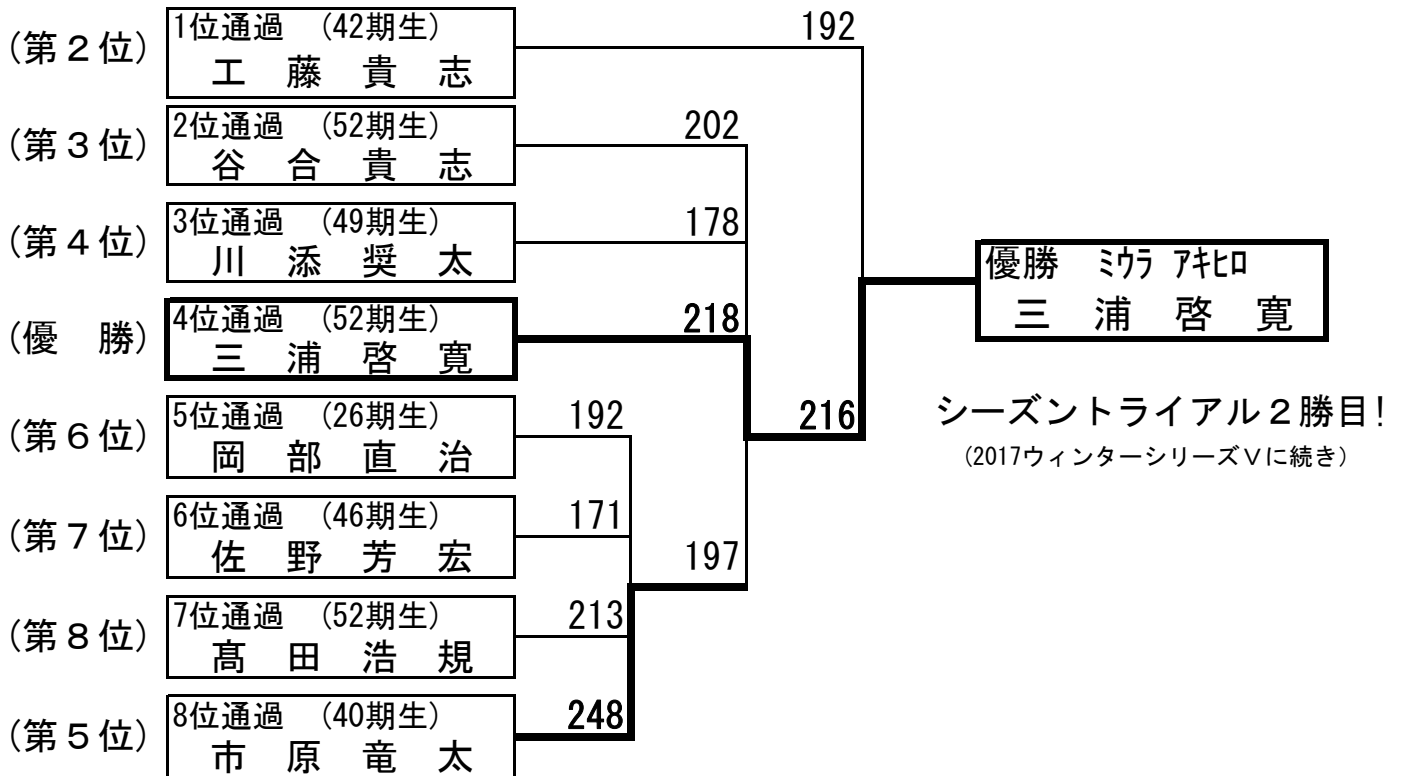 (第２位)
1位通過　(42期生)
工　藤　貴　志
192
(第３位)
2位通過　(52期生)
谷　合　貴　志
202
(第４位)
3位通過　(49期生)
川　添　奨　太
178
(優　勝)
4位通過　(52期生)
三　浦　啓　寛
218
優勝　ﾐｳﾗ ｱｷﾋﾛ
三　浦　啓　寛
216
シーズントライアル２勝目!
(2017ウィンターシリーズⅤに続き)
(第６位)
5位通過　(26期生)
岡　部　直　治
192
(第７位)
6位通過　(46期生)
佐　野　芳　宏
171
197
(第８位)
7位通過　(52期生)
髙　田　浩　規
213
(第５位)
8位通過　(40期生)
市　原　竜　太
248